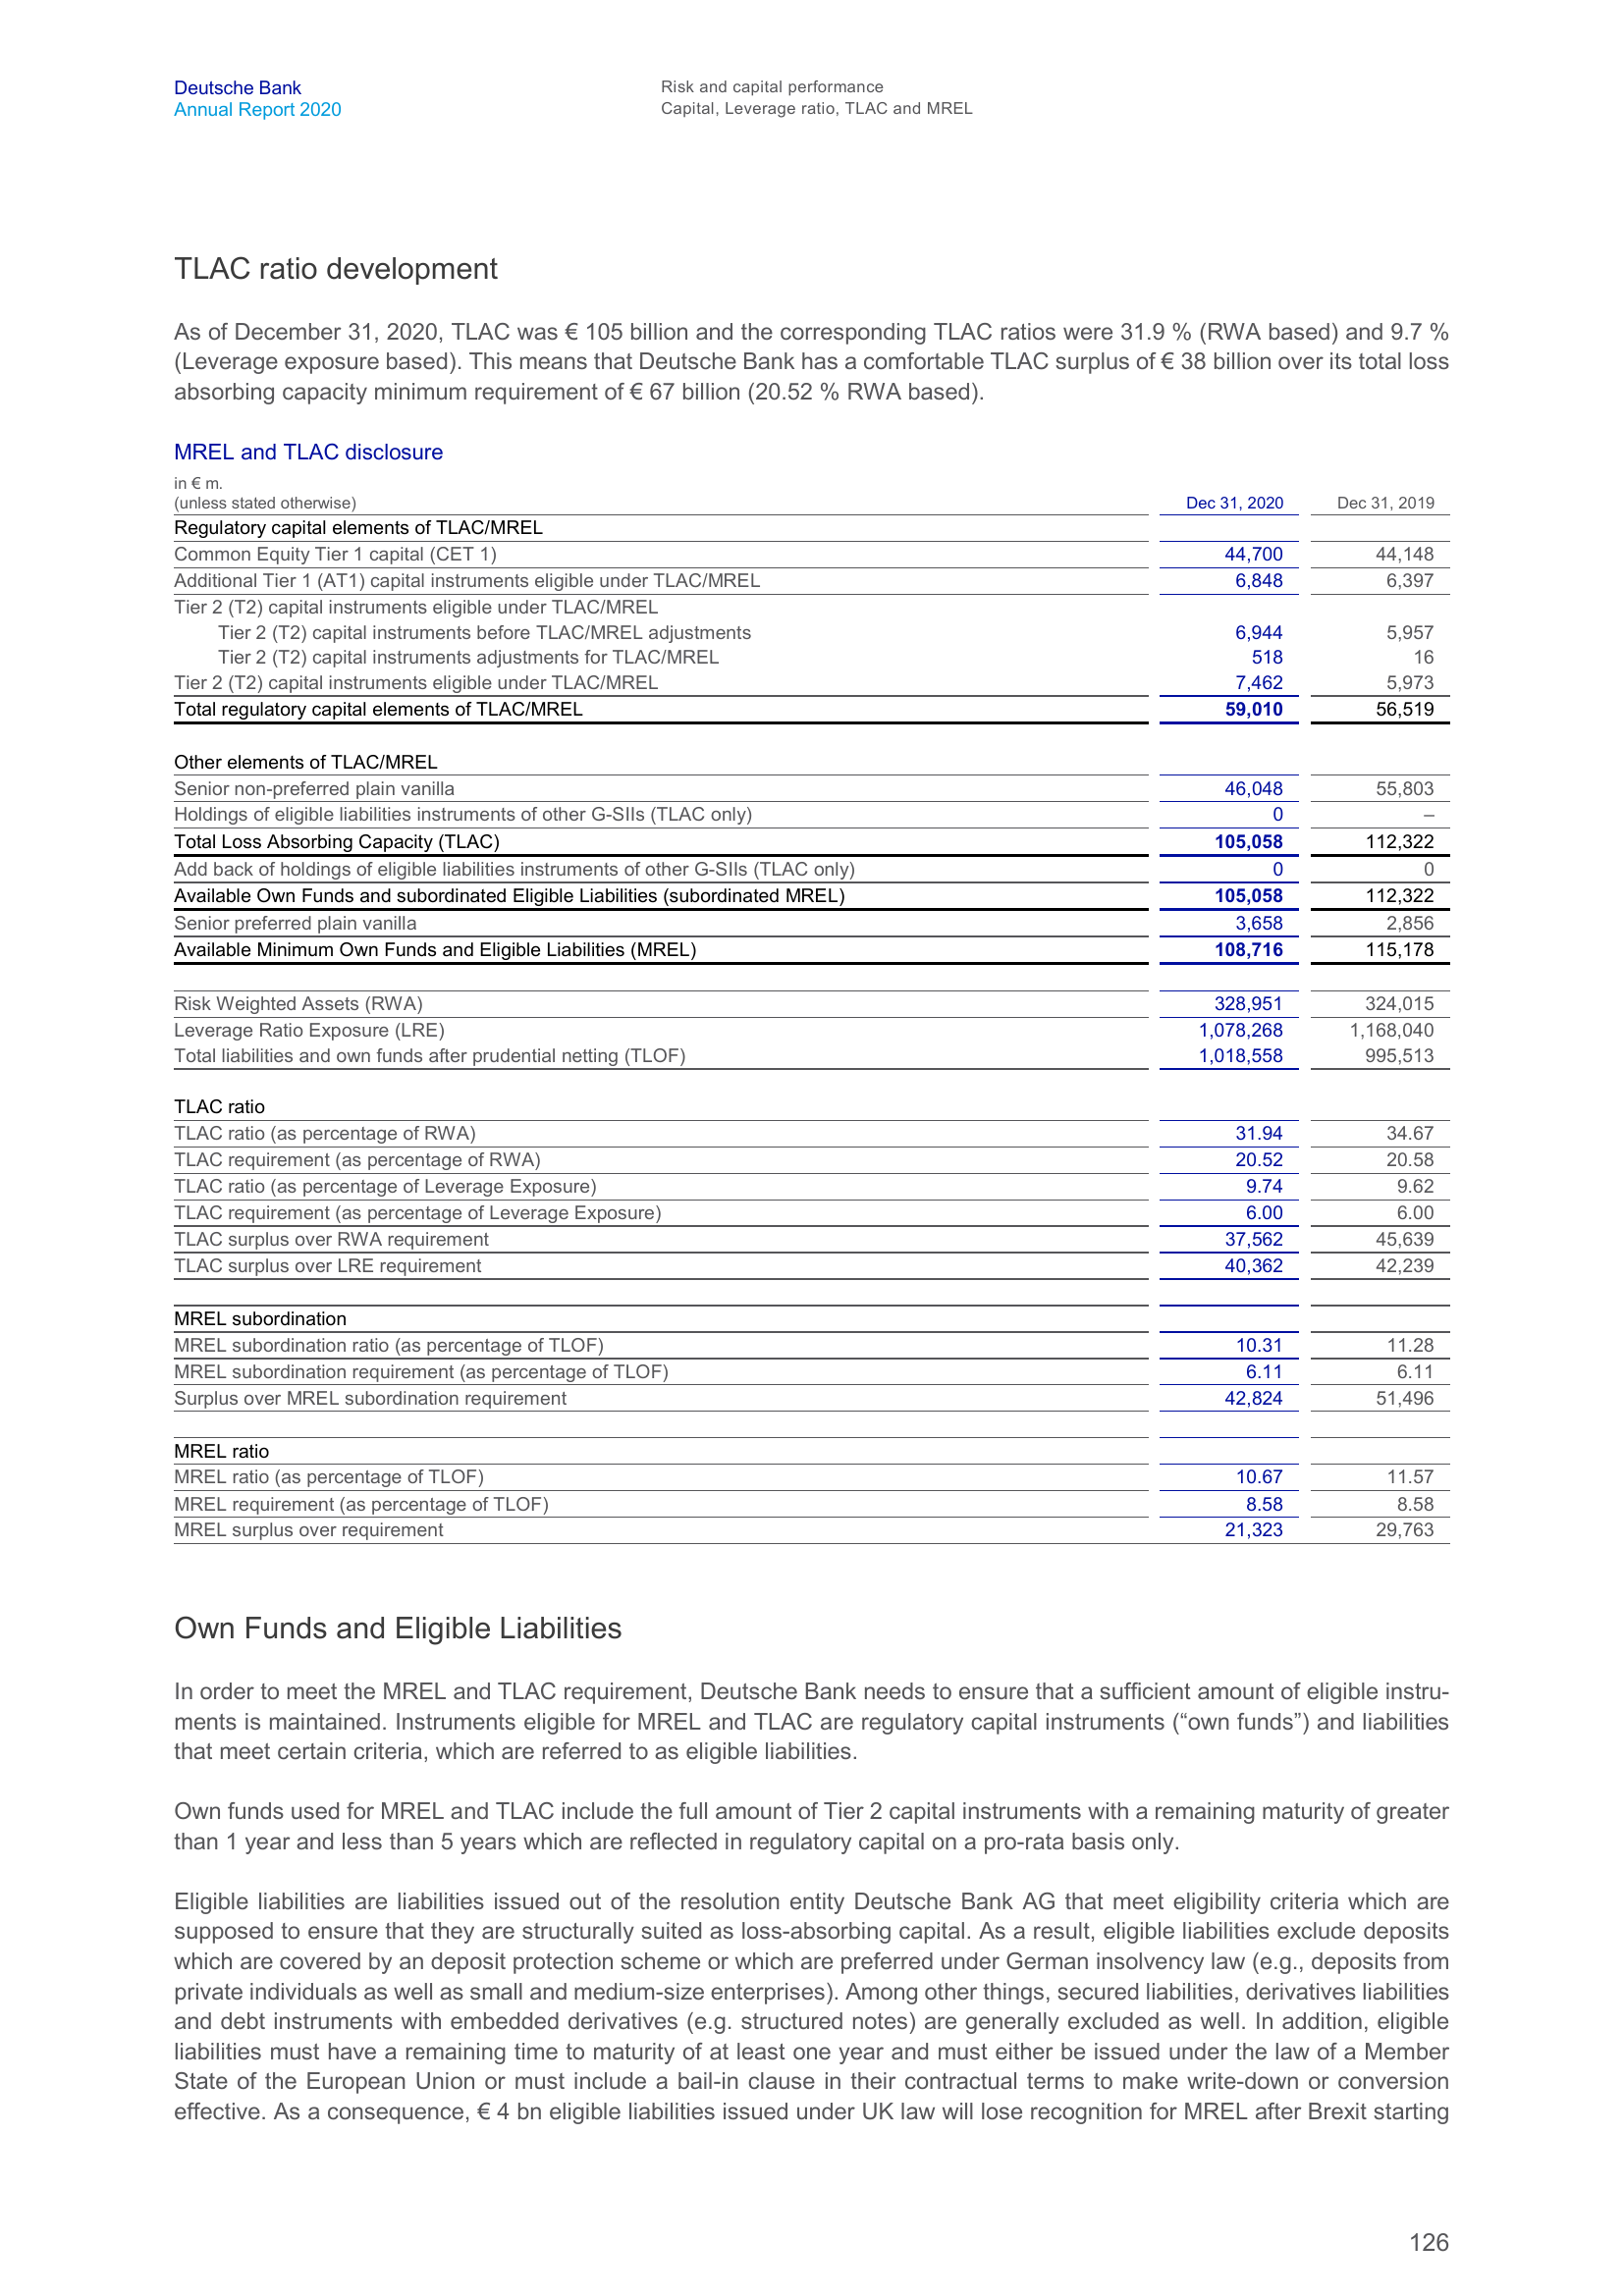 Deutsche Bank
Annual Report 2020
Risk and capital performance
Capital, Leverage ratio, TLAC and MREL
TLAC ratio development
As of December 31, 2020, TLAC was € 105 billion and the corresponding TLAC ratios were 31.9 % (RWA based) and 9.7 %
(Leverage exposure based). This means that Deutsche Bank has a comfortable TLAC surplus of € 38 billion over its total loss
absorbing capacity minimum requirement of € 67 billion (20.52 % RWA based).
MREL and TLAC disclosure
in € m.
(unless stated otherwise) Dec 31, 2020 Dec 31, 2019
Regulatory capital elements of TLAC/MREL
Common Equity Tier 1 capital (CET 1) 44,700 44,148
Additional Tier 1 (AT1) capital instruments eligible under TLAC/MREL 6,848 6,397
Tier 2 (T2) capital instruments eligible under TLAC/MREL
Tier 2 (T2) capital instruments before TLAC/MREL adjustments 6,944 5,957
Tier 2 (T2) capital instruments adjustments for TLAC/MREL 518 16
Tier 2 (T2) capital instruments eligible under TLAC/MREL 7,462 5,973
Total regulatory capital elements of TLAC/MREL 59,010 56,519
Other elements of TLAC/MREL
Senior non-preferred plain vanilla 46,048 55,803
Holdings of eligible liabilities instruments of other G-SIIs (TLAC only) 0 –
Total Loss Absorbing Capacity (TLAC) 105,058 112,322
Add back of holdings of eligible liabilities instruments of other G-SIIs (TLAC only) 0 0
Available Own Funds and subordinated Eligible Liabilities (subordinated MREL) 105,058 112,322
Senior preferred plain vanilla 3,658 2,856
Available Minimum Own Funds and Eligible Liabilities (MREL) 108,716 115,178
Risk Weighted Assets (RWA) 328,951 324,015
Leverage Ratio Exposure (LRE) 1,078,268 1,168,040
Total liabilities and own funds after prudential netting (TLOF) 1,018,558 995,513
TLAC ratio
TLAC ratio (as percentage of RWA) 31.94 34.67
TLAC requirement (as percentage of RWA) 20.52 20.58
TLAC ratio (as percentage of Leverage Exposure) 9.74 9.62
TLAC requirement (as percentage of Leverage Exposure) 6.00 6.00
TLAC surplus over RWA requirement 37,562 45,639
TLAC surplus over LRE requirement 40,362 42,239
MREL subordination
MREL subordination ratio (as percentage of TLOF) 10.31 11.28
MREL subordination requirement (as percentage of TLOF) 6.11 6.11
Surplus over MREL subordination requirement 42,824 51,496
MREL ratio
MREL ratio (as percentage of TLOF) 10.67 11.57
MREL requirement (as percentage of TLOF) 8.58 8.58
MREL surplus over requirement 21,323 29,763
Own Funds and Eligible Liabilities
In order to meet the MREL and TLAC requirement, Deutsche Bank needs to ensure that a sufficient amount of eligible instru-
ments is maintained. Instruments eligible for MREL and TLAC are regulatory capital instruments (“own funds”) and liabilities
that meet certain criteria, which are referred to as eligible liabilities.
Own funds used for MREL and TLAC include the full amount of Tier 2 capital instruments with a remaining maturity of greater
than 1 year and less than 5 years which are reflected in regulatory capital on a pro-rata basis only.
Eligible liabilities are liabilities issued out of the resolution entity Deutsche Bank AG that meet eligibility criteria which are
supposed to ensure that they are structurally suited as loss-absorbing capital. As a result, eligible liabilities exclude deposits
which are covered by an deposit protection scheme or which are preferred under German insolvency law (e.g., deposits from
private individuals as well as small and medium-size enterprises). Among other things, secured liabilities, derivatives liabilities
and debt instruments with embedded derivatives (e.g. structured notes) are generally excluded as well. In addition, eligible
liabilities must have a remaining time to maturity of at least one year and must either be issued under the law of a Member
State of the European Union or must include a bail-in clause in their contractual terms to make write-down or conversion
effective. As a consequence, € 4 bn eligible liabilities issued under UK law will lose recognition for MREL after Brexit starting
126